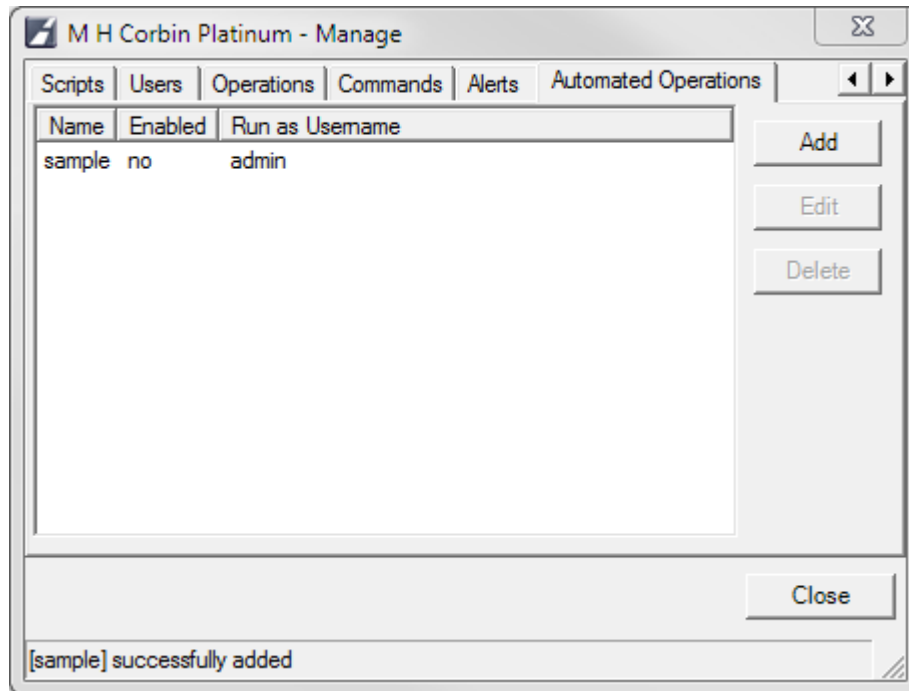 M H Corbin Platinum - Manage
Scripts Users Operations Commands Alerts Automated Operations
Name Enabled Run as Username
sample no admin
Add
Edit
Delete
Close
[sample] successfully added